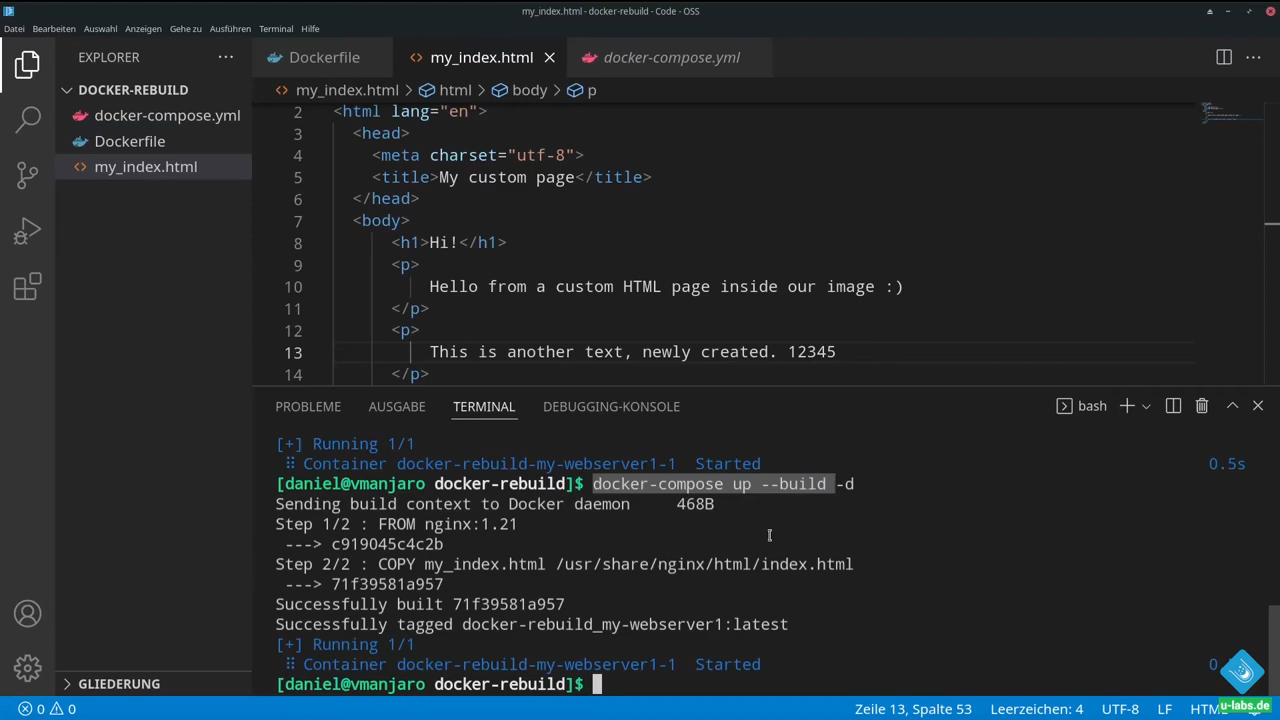 my_index.html - docker-rebuild - Code - OSS
Datei Bearbeiten Auswahl Anzeigen Gehe zu Ausführen Terminal Hilfe
EXPLORER
DOCKER-REBUILD
docker-compose.yml
Dockerfile
my_index.html
GLIEDERUNG
Dockerfile my_index.html docker-compose.yml
my_index.html > html > body > p
2 <html lang="en">
3 <head>
4 <meta charset="utf-8">
5 <title>My custom page</title>
6 </head>
7 <body>
8 <h1>Hi!</h1>
9 <p>
10 Hello from a custom HTML page inside our image :)
11 </p>
12 <p>
13 This is another text, newly created. 12345
14 </p>
PROBLEME AUSGABE TERMINAL DEBUGGING-KONSOLE bash
[+] Running 1/1
⠿ Container docker-rebuild-my-webserver1-1 Started 0.5s
[daniel@vmanjaro docker-rebuild]$ docker-compose up --build -d
Sending build context to Docker daemon 468B
Step 1/2 : FROM nginx:1.21
---> c919045c4c2b
Step 2/2 : COPY my_index.html /usr/share/nginx/html/index.html
---> 71f39581a957
Successfully built 71f39581a957
Successfully tagged docker-rebuild_my-webserver1:latest
[+] Running 1/1
⠿ Container docker-rebuild-my-webserver1-1 Started
[daniel@vmanjaro docker-rebuild]$
0 0 Zeile 13, Spalte 53 Leerzeichen: 4 UTF-8 LF HTML
u-labs.de